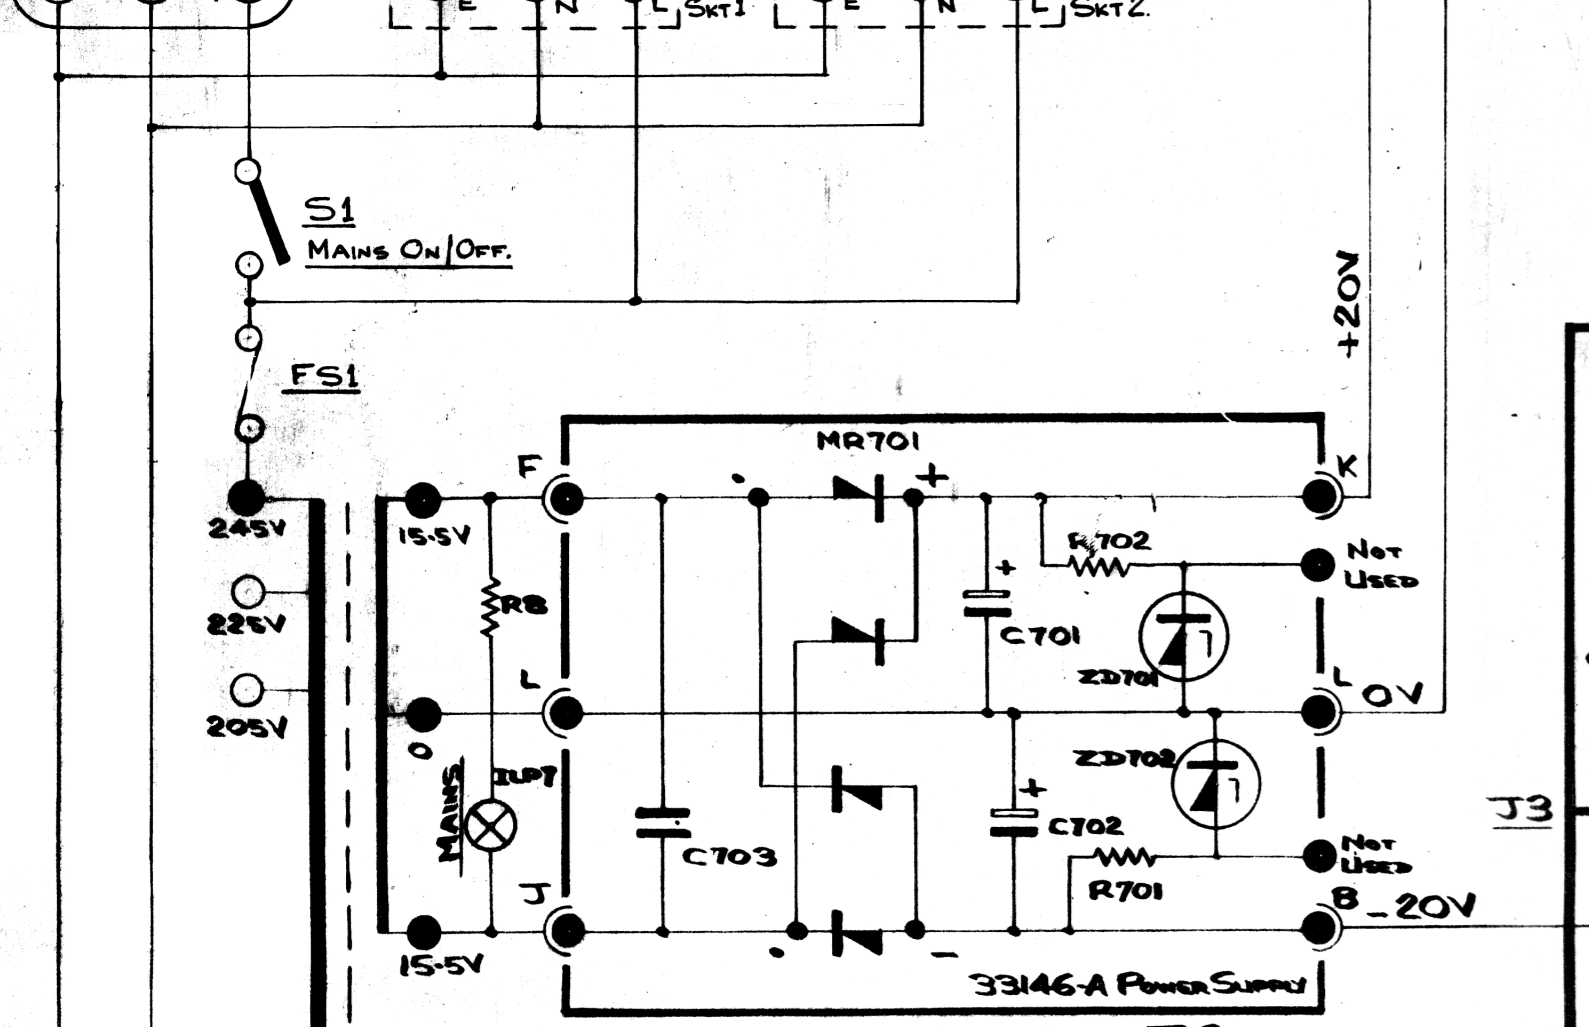 E N L SKT1
E N L SKT2.
S1
MAINS ON/OFF.
+20V
FS1
MR701
F
+
K
245V
15·5V
R702
NOT
USED
+
225V
R8
C701
ZD701
L
L
0V
205V
0
ZD702
MAINS
ILP7
+
J3
C703
C702
NOT
USED
R701
J
B
-20V
15·5V
-
33146-A POWER SUPPLY